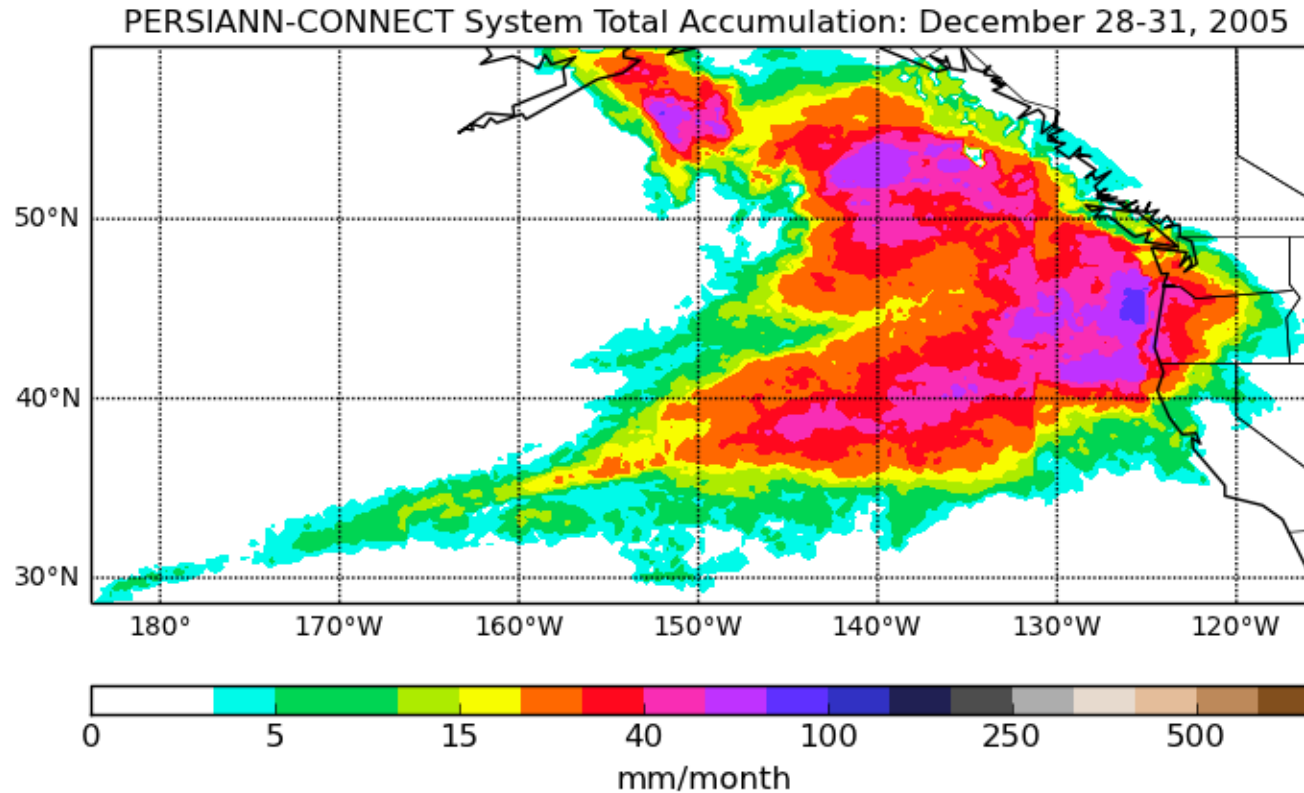 PERSIANN-CONNECT System Total Accumulation: December 28-31, 2005
50°N
40°N
30°N
180° 170°W 160°W 150°W 140°W 130°W 120°W
0 5 15 40 100 250 500
mm/month